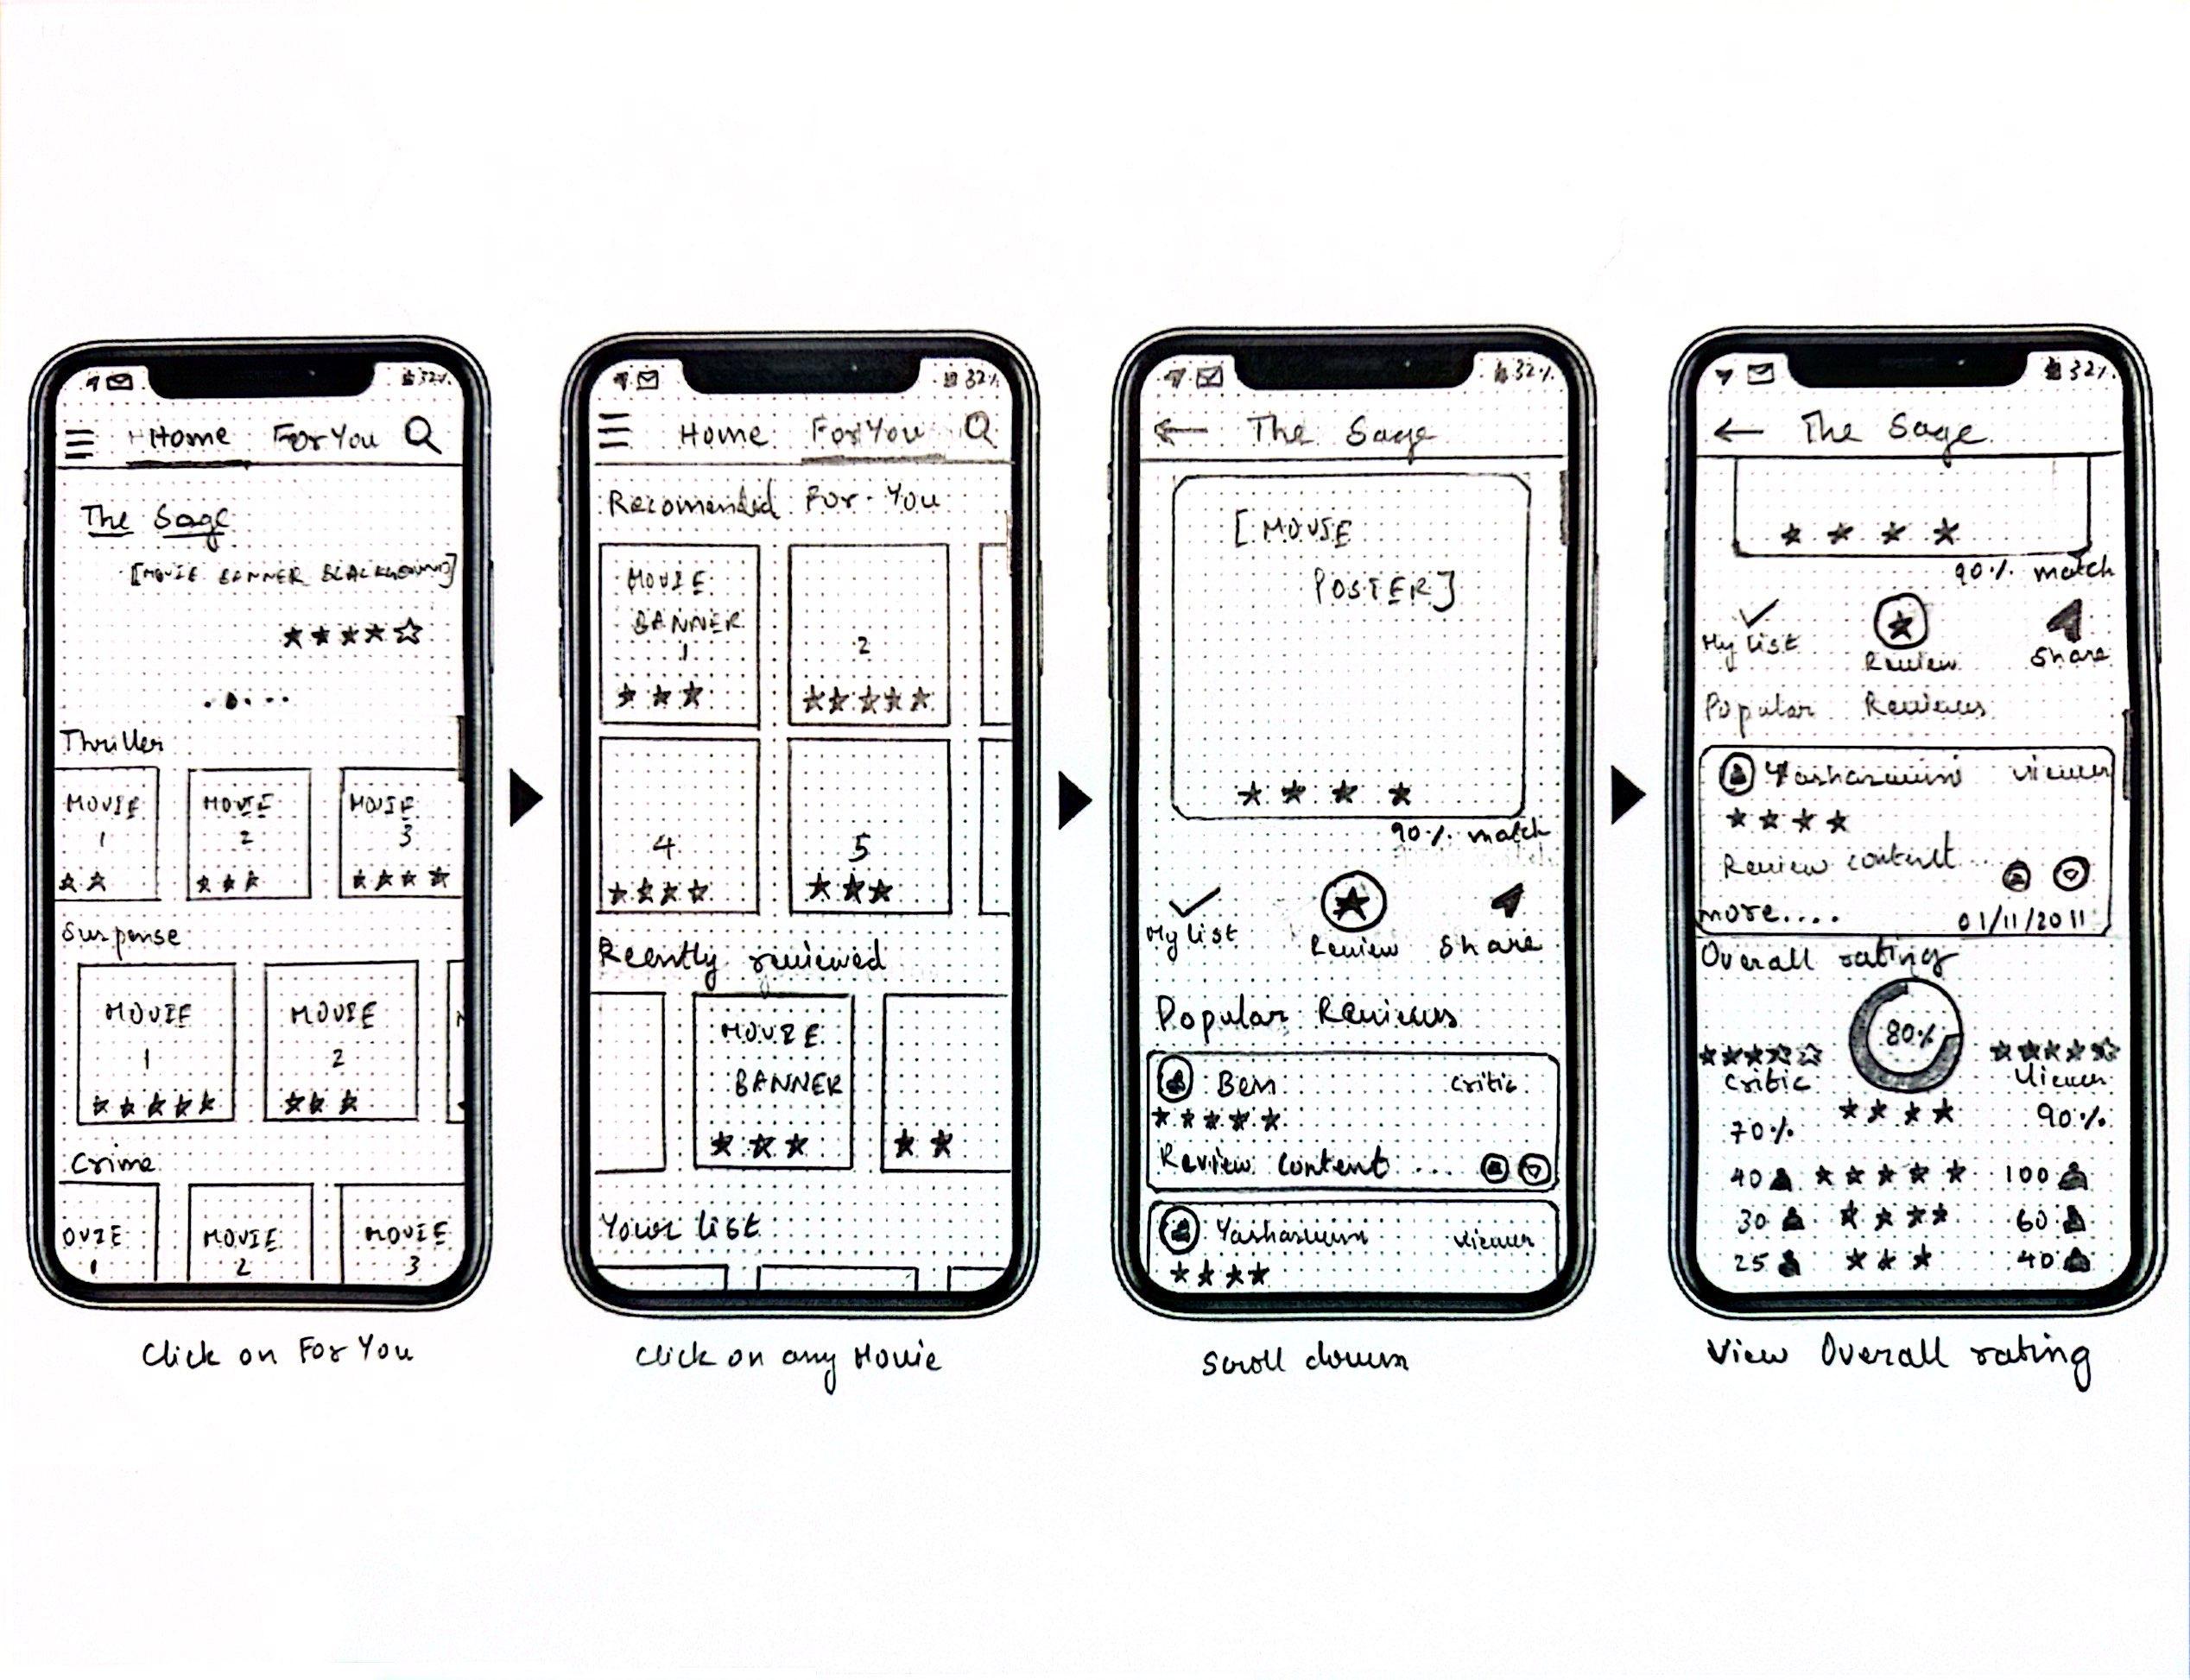 32%
Home For You
The Sage
[MOVIE BANNER BLACKGROUND]
Thriller
MOVIE 1
MOVIE 2
MOVIE 3
Suspense
MOVIE 1
MOVIE 2
Crime
OVIE 1
MOVIE 2
MOVIE 3
Click on For You
32%
Home For You
Recomended For You
MOVIE BANNER 1
2
4
5
Recently reviewed
MOVIE BANNER
Your list
Click on any Movie
32%
The Sage
[MOVIE
POSTER]
90% match
My list Review Share
Popular Reviews
Ben critic
Review content ...
viewer
Scroll down
32%
The Sage
90% match
My list Review Share
Popular Reviews
viewer
Review content ...
more....
01/11/2011
Overall rating
80%
critic Viewer
70% 90%
40 100
30 60
25 40
View Overall rating